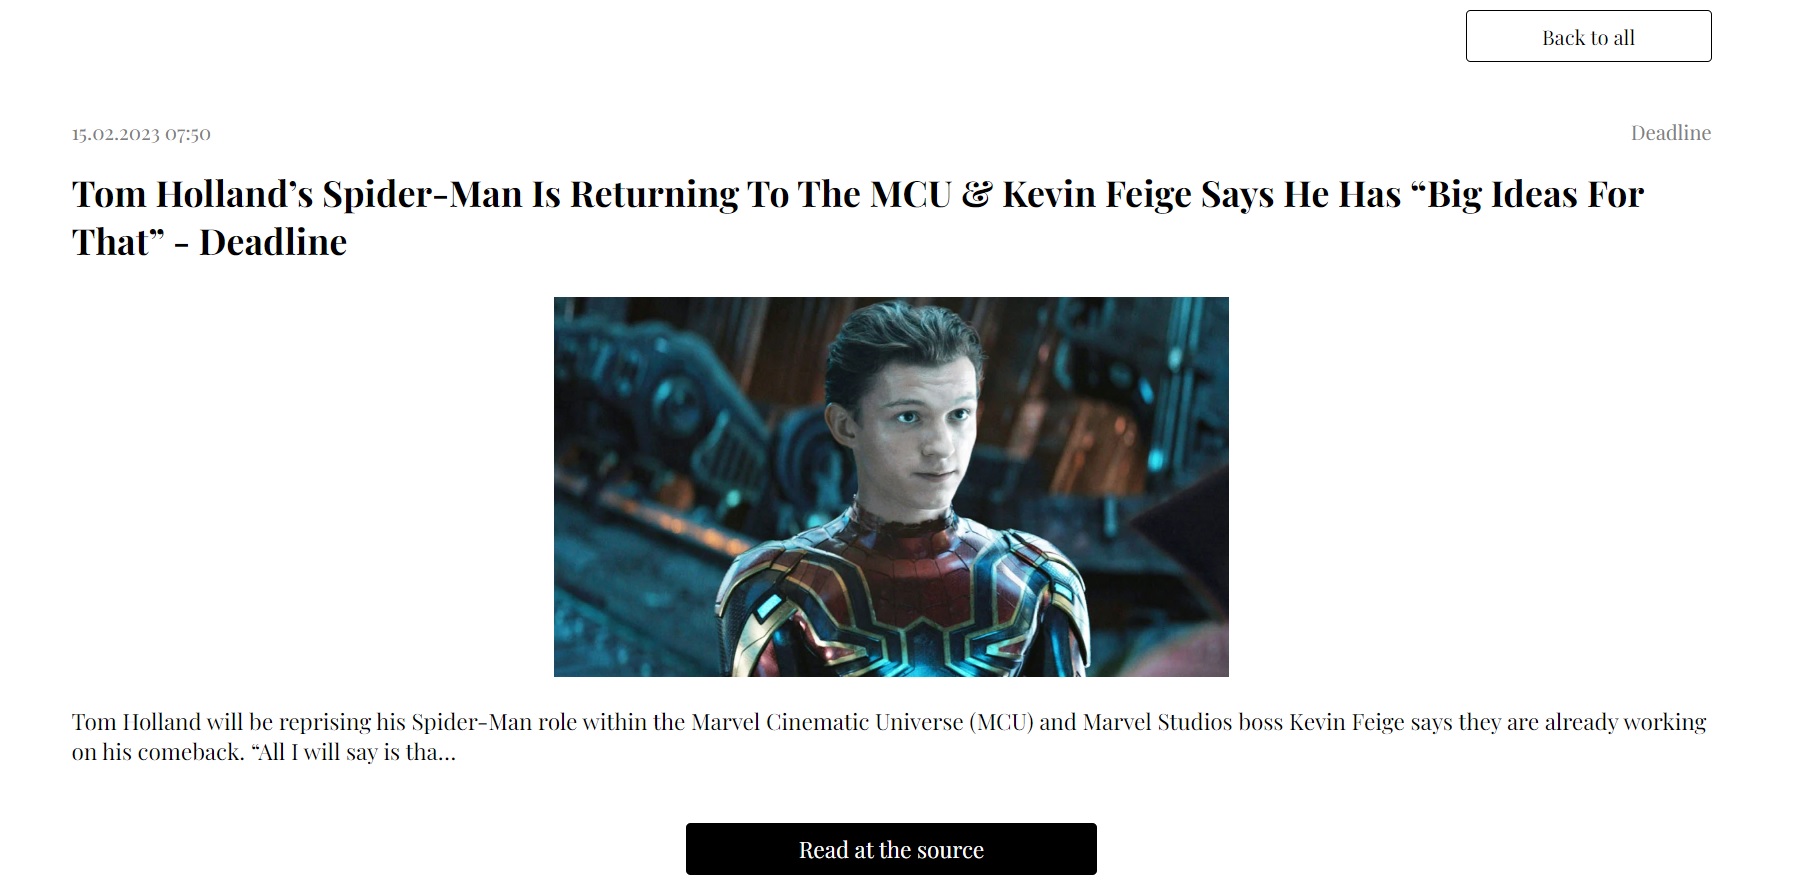 Back to all
15.02.2023 07:50
Deadline
Tom Holland’s Spider-Man Is Returning To The MCU & Kevin Feige Says He Has “Big Ideas For
That” - Deadline
Tom Holland will be reprising his Spider-Man role within the Marvel Cinematic Universe (MCU) and Marvel Studios boss Kevin Feige says they are already working
on his comeback. “All I will say is tha…
Read at the source